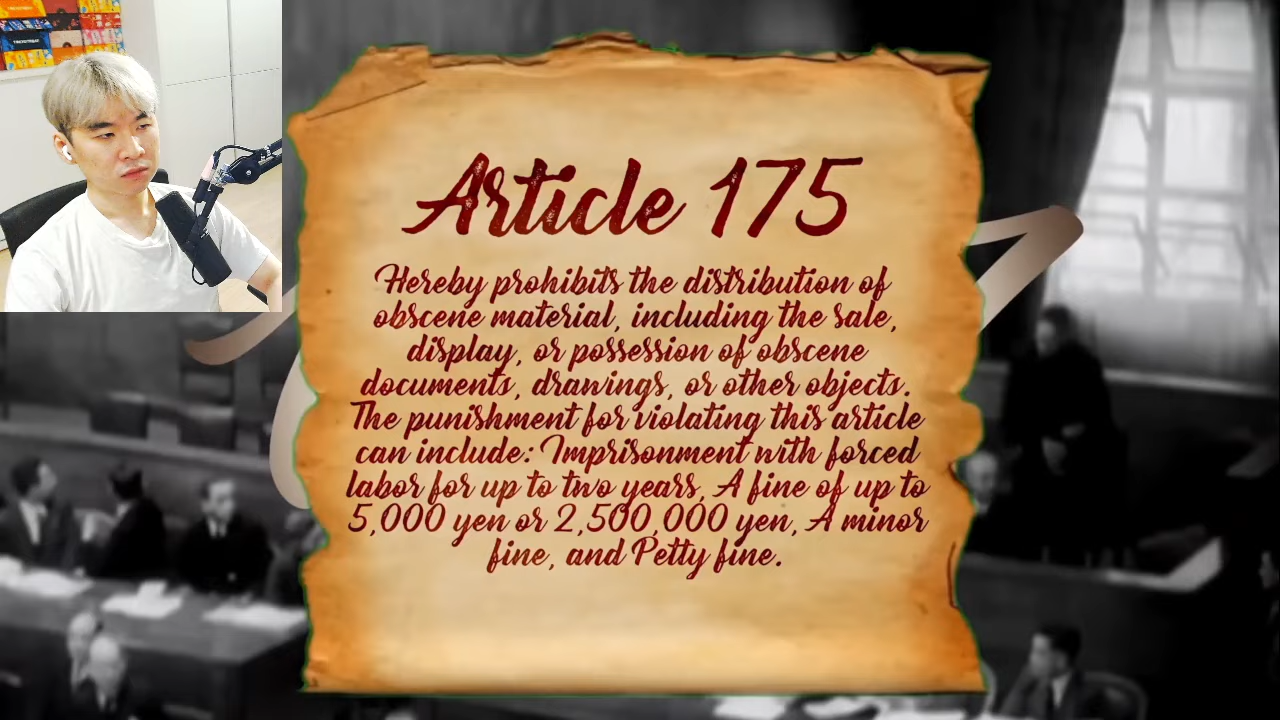 Article 175
Hereby prohibits the distribution of
obscene material, including the sale,
display, or possession of obscene
documents, drawings, or other objects.
The punishment for violating this article
can include: Imprisonment with forced
labor for up to two years, A fine of up to
5,000 yen or 2,500,000 yen, A minor
fine, and Petty fine.